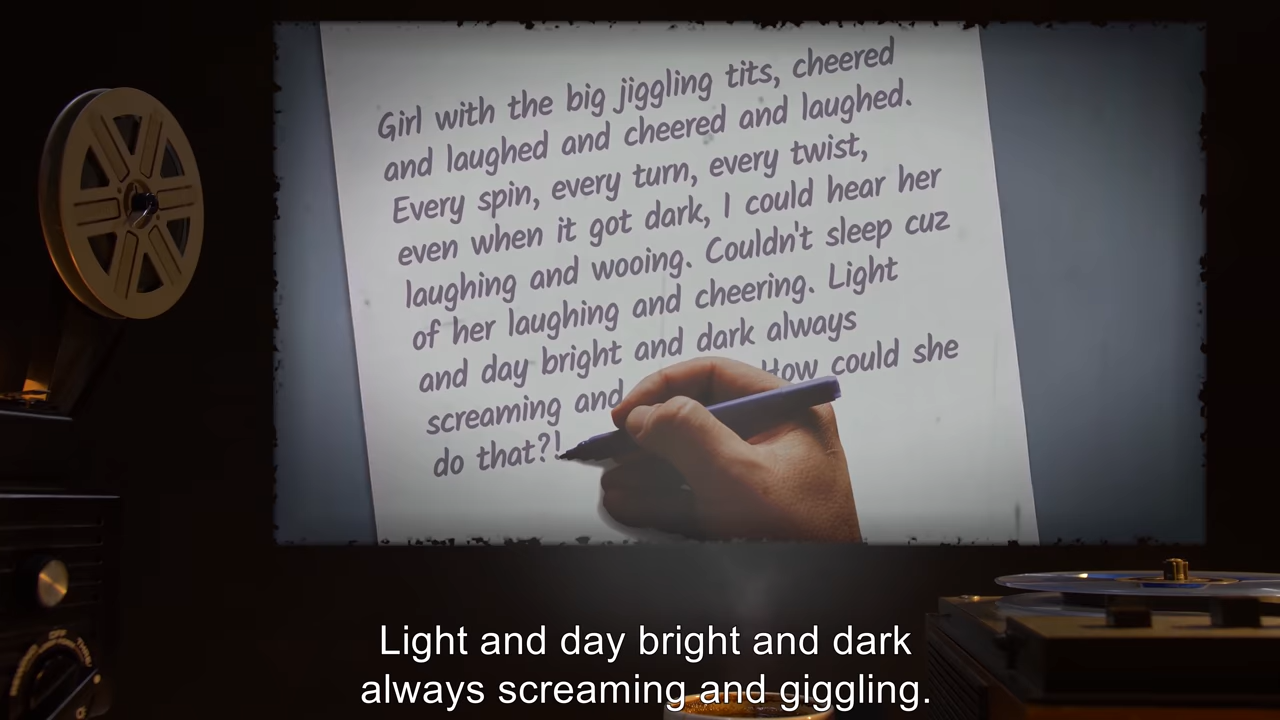 Girl with the big jiggling tits, cheered
and laughed and cheered and laughed.
Every spin, every turn, every twist,
even when it got dark, I could hear her
laughing and wooing. Couldn't sleep cuz
of her laughing and cheering. Light
and day bright and dark always
screaming and How could she
do that?!
Light and day bright and dark
always screaming and giggling.